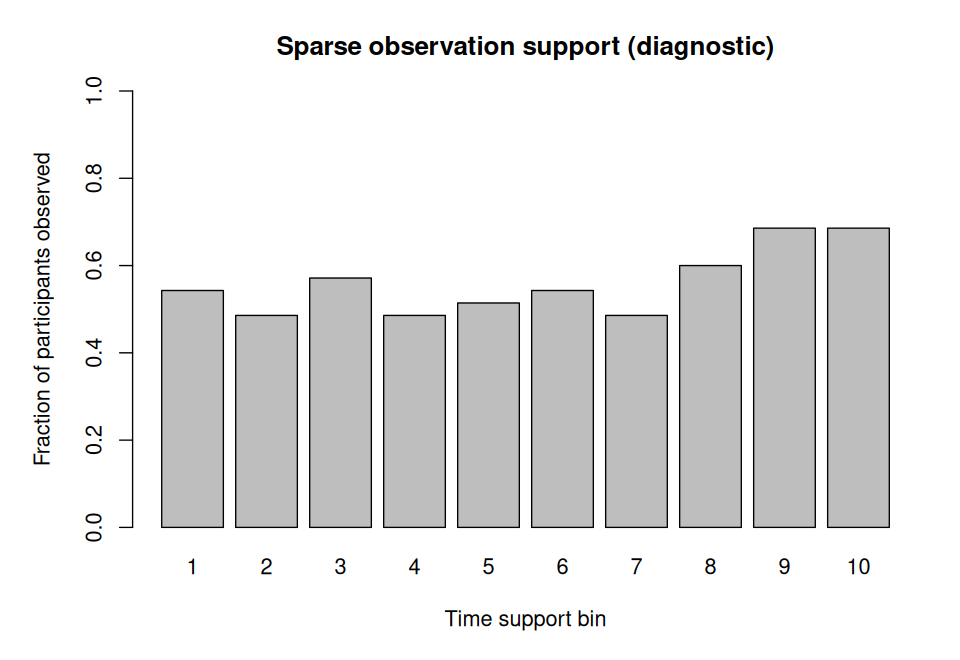 Sparse observation support (diagnostic)
Fraction of participants observed
1.0
0.8
0.6
0.4
0.2
0.0
1 2 3 4 5 6 7 8 9 10
Time support bin